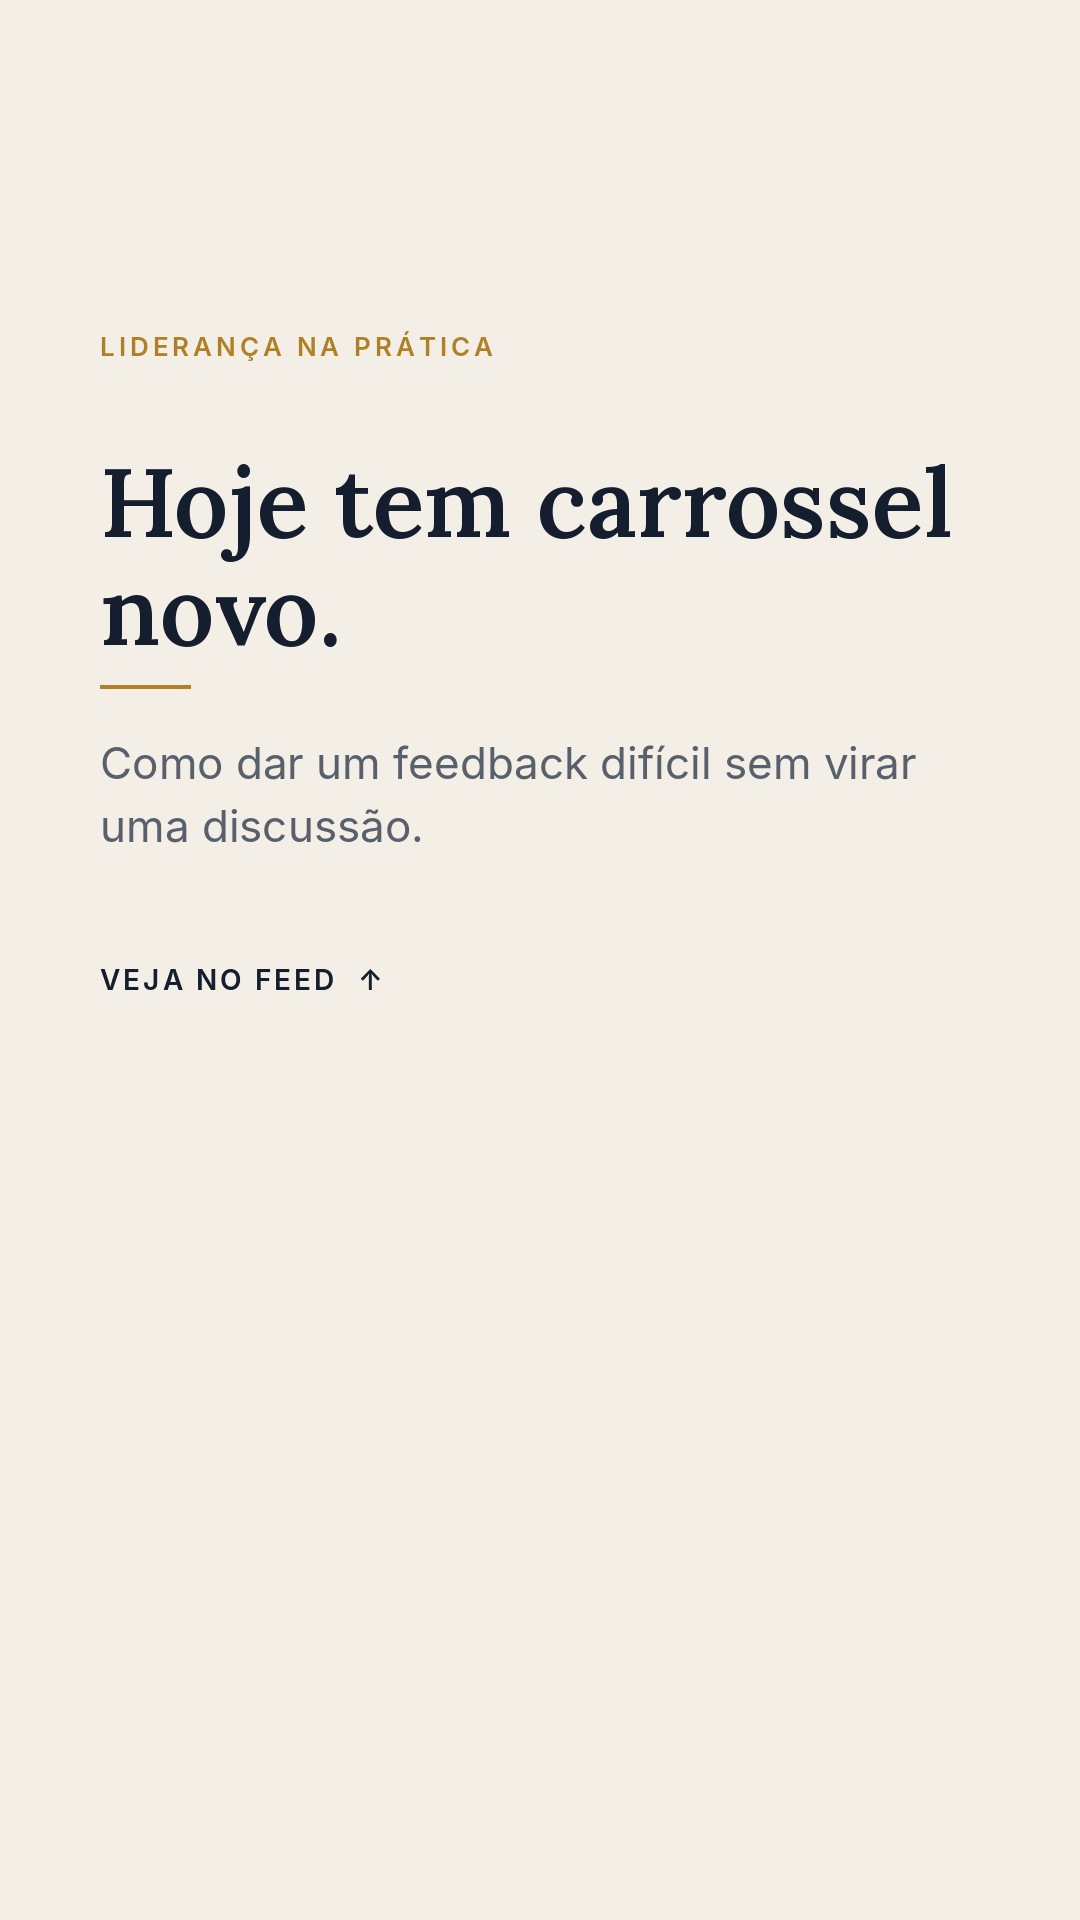 LIDERANÇA NA PRÁTICA
Hoje tem carrossel
novo.
Como dar um feedback difícil sem virar
uma discussão.
VEJA NO FEED ↑